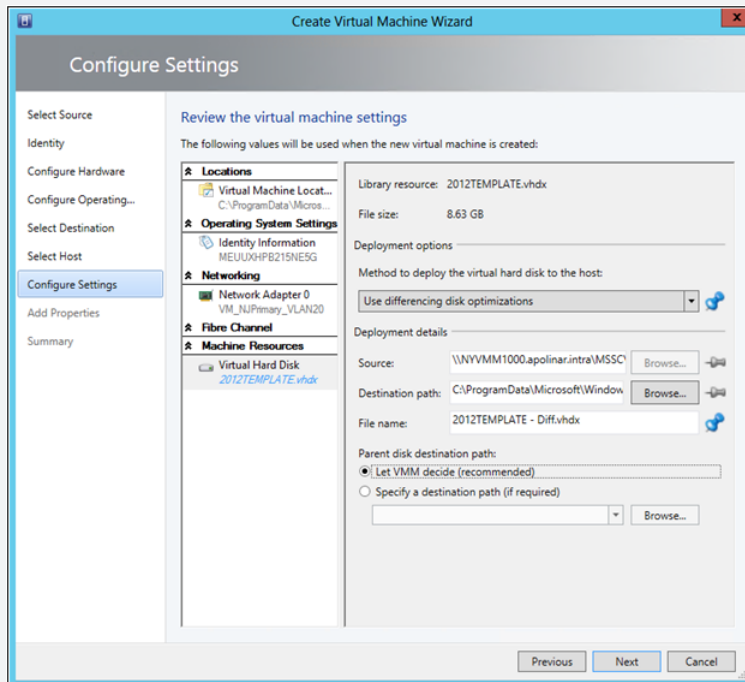 Create Virtual Machine Wizard
x
Configure Settings
Select Source
Identity
Configure Hardware
Configure Operating...
Select Destination
Select Host
Configure Settings
Add Properties
Summary
Review the virtual machine settings
The following values will be used when the new virtual machine is created:
Locations
Virtual Machine Locat...
C:\ProgramData\Micros...
Operating System Settings
Identity Information
MEUUXHPB215NE5G
Networking
Network Adapter 0
VM_NJPrimary_VLAN20
Fibre Channel
Machine Resources
Virtual Hard Disk
2012TEMPLATE.vhdx
Library resource: 2012TEMPLATE.vhdx
File size: 8.63 GB
Deployment options
Method to deploy the virtual hard disk to the host:
Use differencing disk optimizations
Deployment details
Source: \\NYVMM1000.apolinar.intra\MSSC\ Browse...
Destination path: C:\ProgramData\Microsoft\Window Browse...
File name: 2012TEMPLATE - Diff.vhdx
Parent disk destination path:
Let VMM decide (recommended)
Specify a destination path (if required)
Browse...
Previous Next Cancel